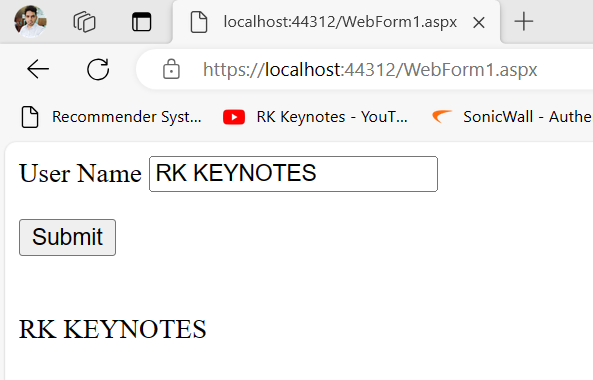 localhost:44312/WebForm1.aspx
https://localhost:44312/WebForm1.aspx
Recommender Syst... RK Keynotes - YouT... SonicWall - Authe
User Name RK KEYNOTES
Submit
RK KEYNOTES